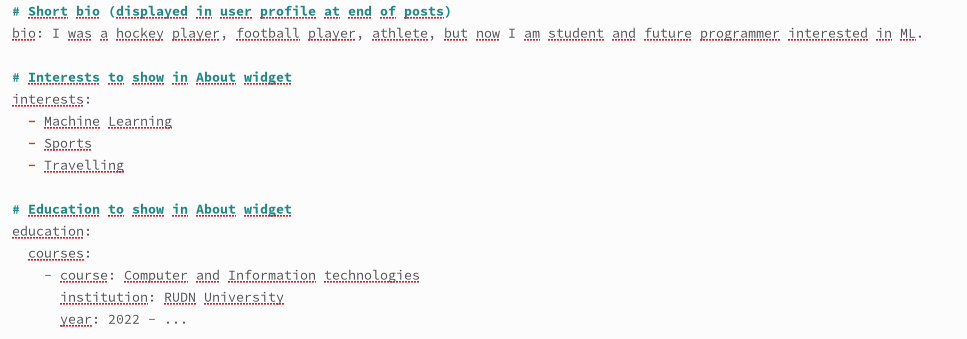 # Short bio (displayed in user profile at end of posts)
bio: I was a hockey player, football player, athlete, but now I am student and future programmer interested in ML.
# Interests to show in About widget
interests:
- Machine Learning
- Sports
- Travelling
# Education to show in About widget
education:
courses:
- course: Computer and Information technologies
institution: RUDN University
year: 2022 - ...